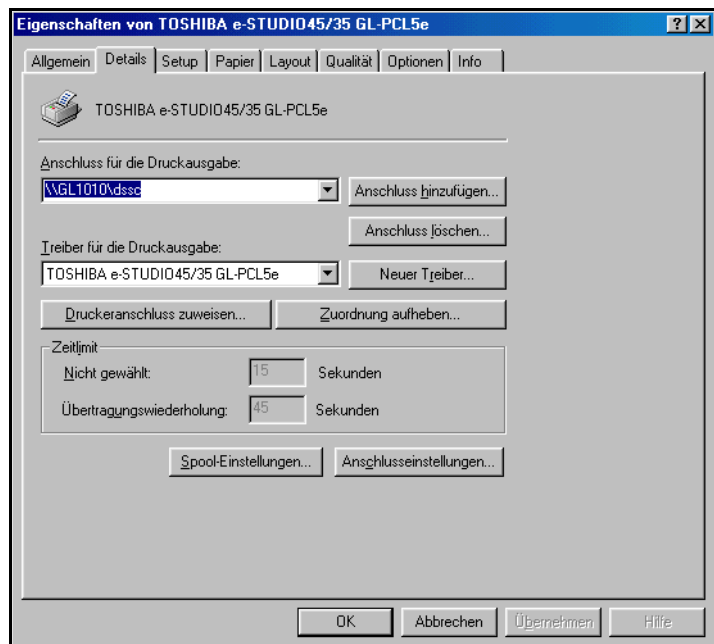 Eigenschaften von TOSHIBA e-STUDIO45/35 GL-PCL5e
Allgemein Details Setup Papier Layout Qualität Optionen Info
TOSHIBA e-STUDIO45/35 GL-PCL5e
Anschluss für die Druckausgabe:
\\GL1010\dssc
Anschluss hinzufügen...
Anschluss löschen...
Treiber für die Druckausgabe:
TOSHIBA e-STUDIO45/35 GL-PCL5e
Neuer Treiber...
Druckeranschluss zuweisen... Zuordnung aufheben...
Zeitlimit
Nicht gewählt: 15 Sekunden
Übertragungswiederholung: 45 Sekunden
Spool-Einstellungen... Anschlusseinstellungen...
OK Abbrechen Übernehmen Hilfe